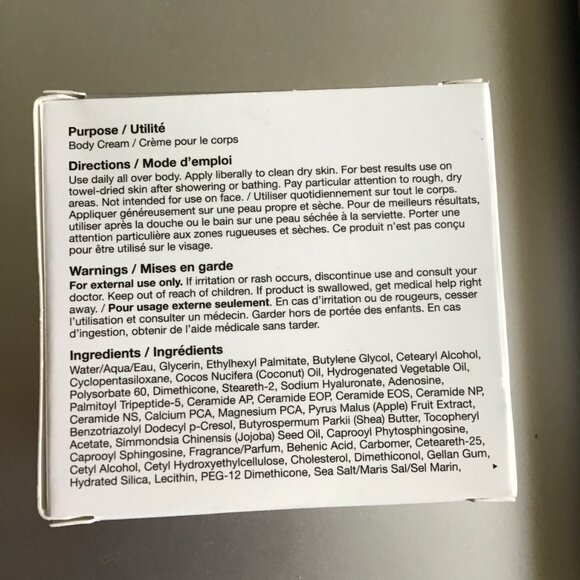 Purpose / Utilité
Body Cream / Crème pour le corps
Directions / Mode d'emploi
Use daily all over body. Apply liberally to clean dry skin. For best results use on
towel-dried skin after showering or bathing. Pay particular attention to rough, dry
areas. Not intended for use on face. / Utiliser quotidiennement sur tout le corps.
Appliquer généreusement sur une peau propre et sèche. Pour de meilleurs résultats,
utiliser après la douche ou le bain sur une peau séchée à la serviette. Porter une
attention particulière aux zones rugueuses et sèches. Ce produit n'est pas conçu
pour être utilisé sur le visage.
Warnings / Mises en garde
For external use only. If irritation or rash occurs, discontinue use and consult your
doctor. Keep out of reach of children. If product is swallowed, get medical help right
away. / Pour usage externe seulement. En cas d'irritation ou de rougeurs, cesser
l'utilisation et consulter un médecin. Garder hors de portée des enfants. En cas
d'ingestion, obtenir de l'aide médicale sans tarder.
Ingredients / Ingrédients
Water/Aqua/Eau, Glycerin, Ethylhexyl Palmitate, Butylene Glycol, Cetearyl Alcohol,
Cyclopentasiloxane, Cocos Nucifera (Coconut) Oil, Hydrogenated Vegetable Oil,
Polysorbate 60, Dimethicone, Steareth-2, Sodium Hyaluronate, Adenosine,
Palmitoyl Tripeptide-5, Ceramide AP, Ceramide EOP, Ceramide EOS, Ceramide NP,
Ceramide NS, Calcium PCA, Magnesium PCA, Pyrus Malus (Apple) Fruit Extract,
Benzotriazolyl Dodecyl p-Cresol, Butyrospermum Parkii (Shea) Butter, Tocopheryl
Acetate, Simmondsia Chinensis (Jojoba) Seed Oil, Caprooyl Phytosphingosine,
Caprooyl Sphingosine, Fragrance/Parfum, Behenic Acid, Carbomer, Ceteareth-25,
Cetyl Alcohol, Cetyl Hydroxyethylcellulose, Cholesterol, Dimethiconol, Gellan Gum,
Hydrated Silica, Lecithin, PEG-12 Dimethicone, Sea Salt/Maris Sal/Sel Marin,